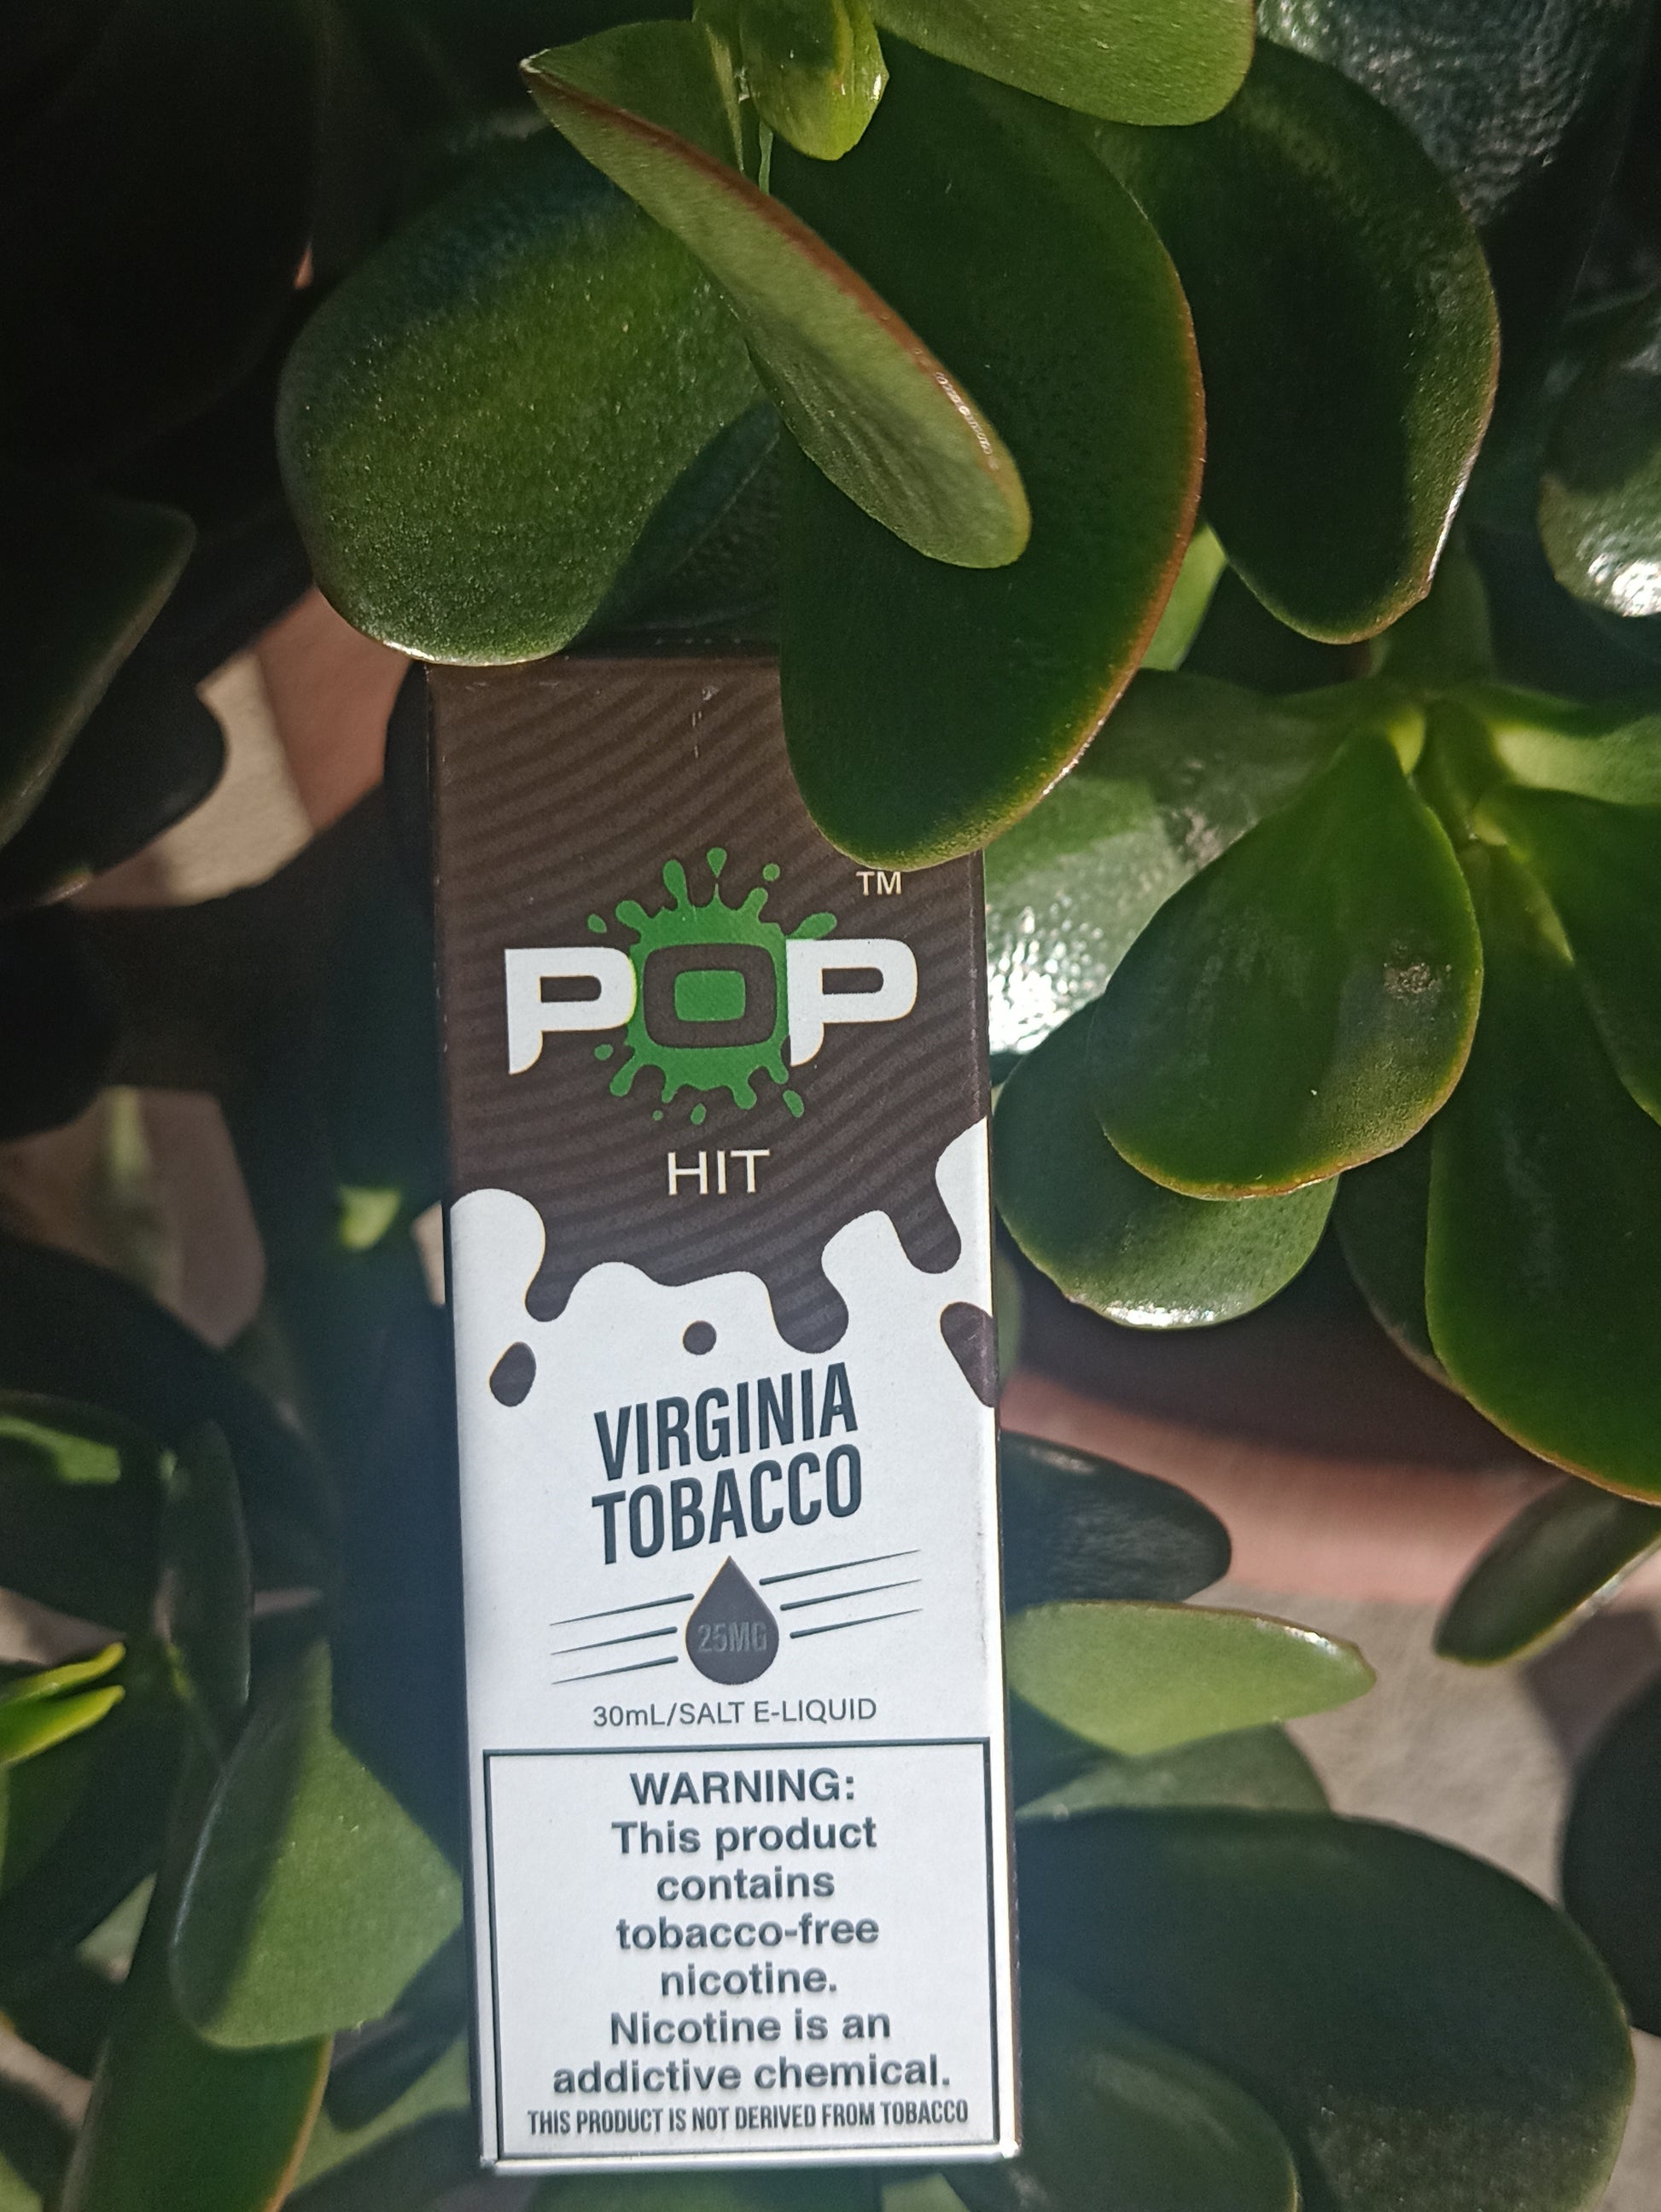 POP
TM
HIT
VIRGINIA
TOBACCO
25MG
30mL/SALT E-LIQUID
WARNING:
This product
contains
tobacco-free
nicotine.
Nicotine is an
addictive chemical.
THIS PRODUCT IS NOT DERIVED FROM TOBACCO